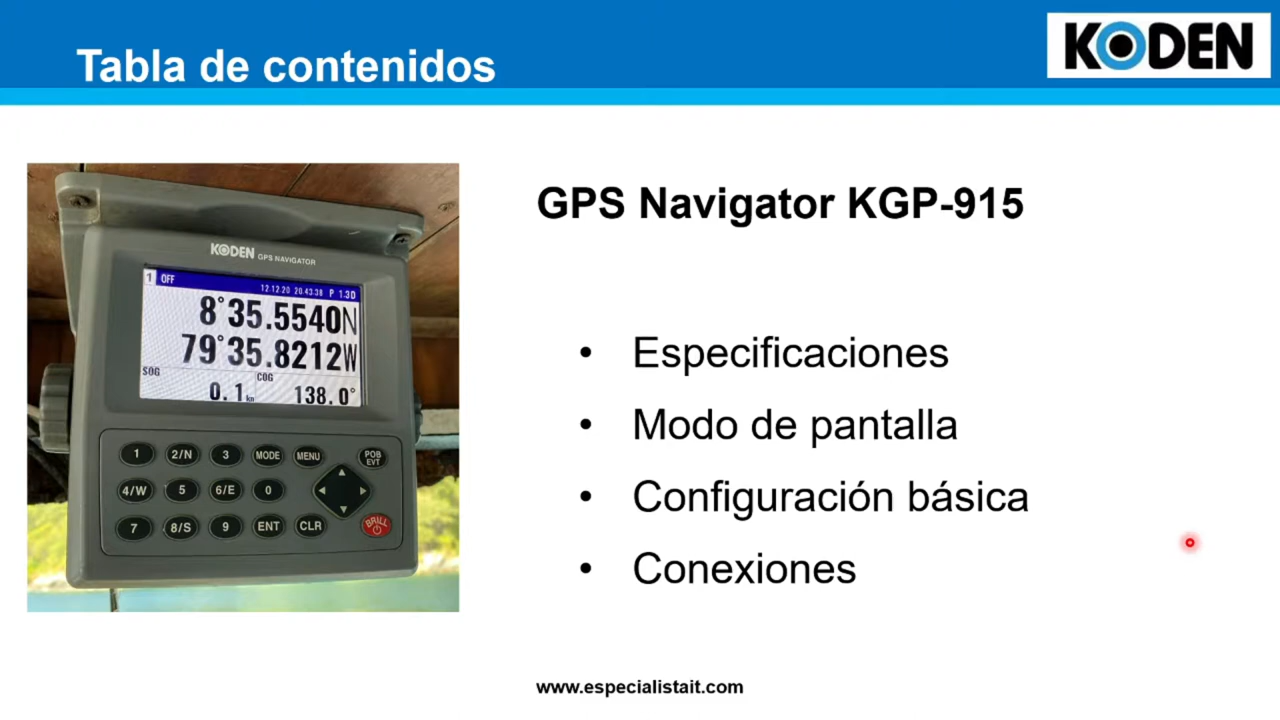 Tabla de contenidos
KODEN
GPS Navigator KGP-915
KODEN GPS NAVIGATOR
1 OFF
12.12.20 20.43.38 P 1.3D
8°35.5540N
79°35.8212W
SOG COG
0.1kn 138.0°
1 2/N 3 MODE MENU POB EVT
4/W 5 6/E 0
7 8/S 9 ENT CLR BRILL
• Especificaciones
• Modo de pantalla
• Configuración básica
• Conexiones
www.especialistait.com